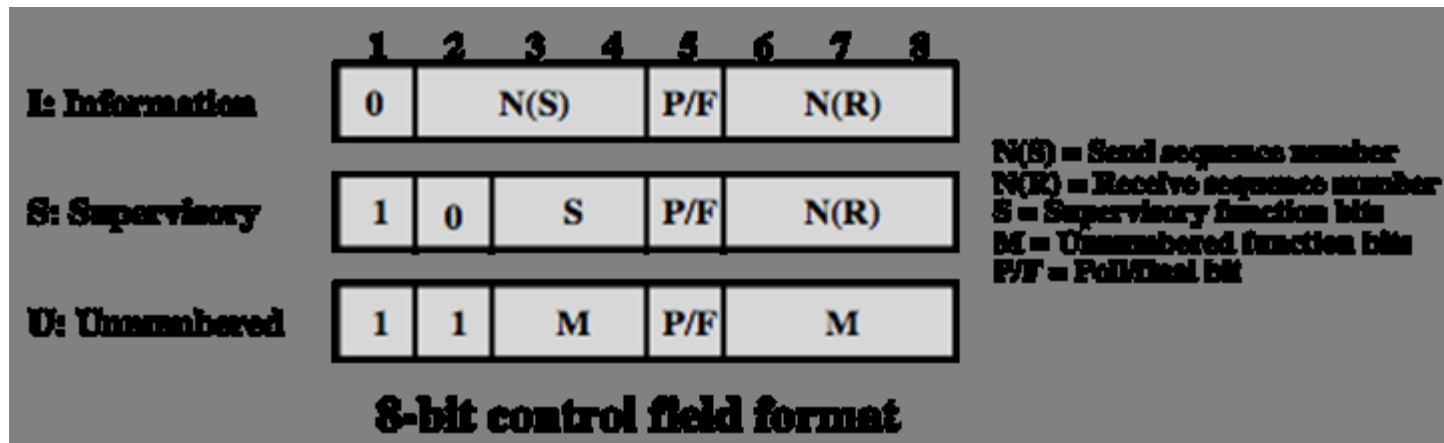 1 2 3 4 5 6 7 8
I: Information 0 N(S) P/F N(R)
N(S) = Send sequence number
N(R) = Receive sequence number
S: Supervisory 1 0 S P/F N(R)
S = Supervisory function bits
M = Unnumbered function bits
P/F = Poll/final bit
U: Unnumbered 1 1 M P/F M
8-bit control field format